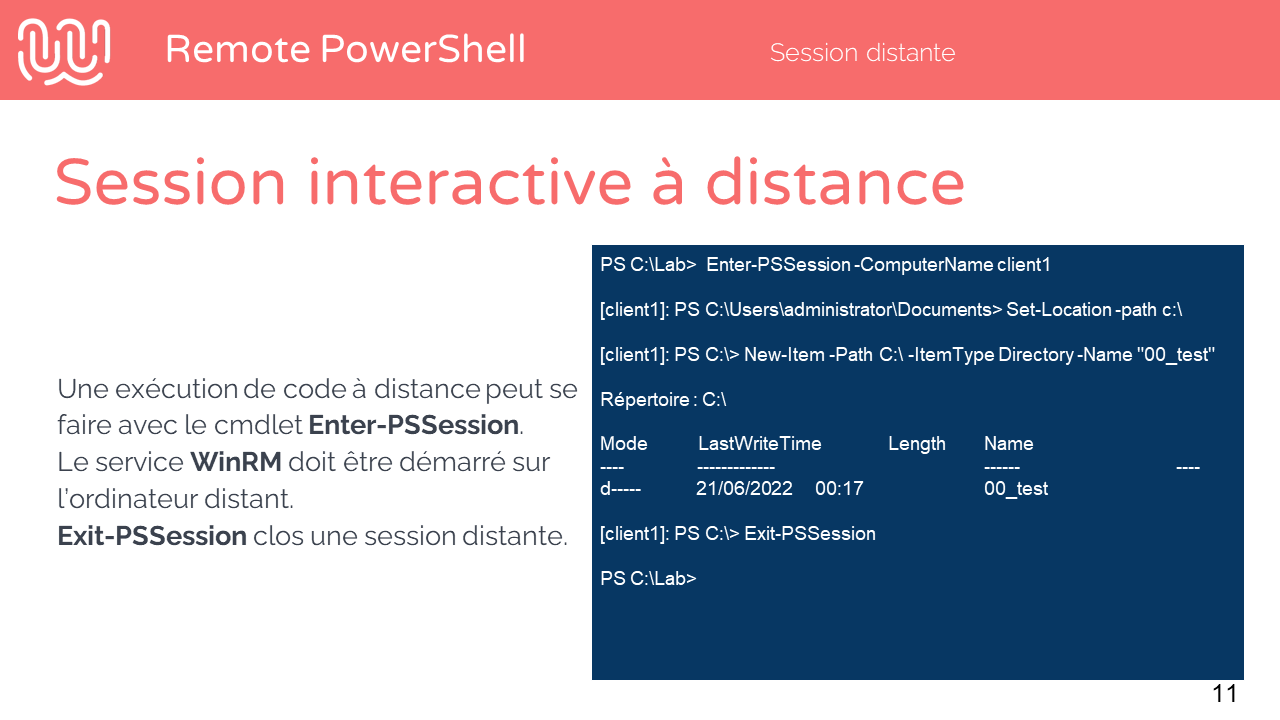 Remote PowerShell
Session distante
Session interactive à distance
Une exécution de code à distance peut se
faire avec le cmdlet Enter-PSSession.
Le service WinRM doit être démarré sur
l'ordinateur distant.
Exit-PSSession clos une session distante.
PS C:\Lab> Enter-PSSession -ComputerName client1
[client1]: PS C:\Users\administrator\Documents> Set-Location -path c:\
[client1]: PS C:\> New-Item -Path C:\ -ItemType Directory -Name "00_test"
Répertoire : C:\
Mode LastWriteTime Length Name
---- ------------- ------ ----
d----- 21/06/2022 00:17 00_test
[client1]: PS C:\> Exit-PSSession
PS C:\Lab>
11